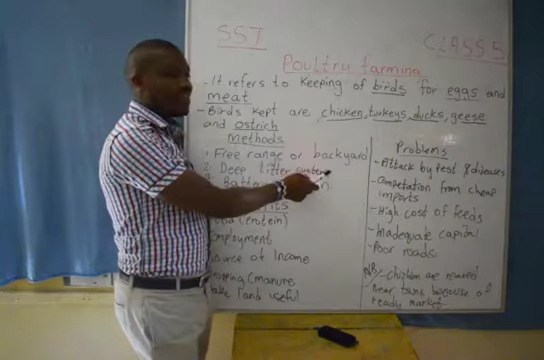 SST
CLASS 5
Poultry farming
- It refers to keeping of birds for eggs and
meat
- Birds kept are, chicken, turkeys, ducks, geese
and ostrich
Methods
1. Free range or backyard
2. Deep litter system
Employment
of Income
make land useful
Problems
- Attack by pest & diseases
- Competation from cheap
imports
- High cost of feeds
- Inadequate capital
- Poor roads
NB:- chicken are reared
- Near towns because of
ready market